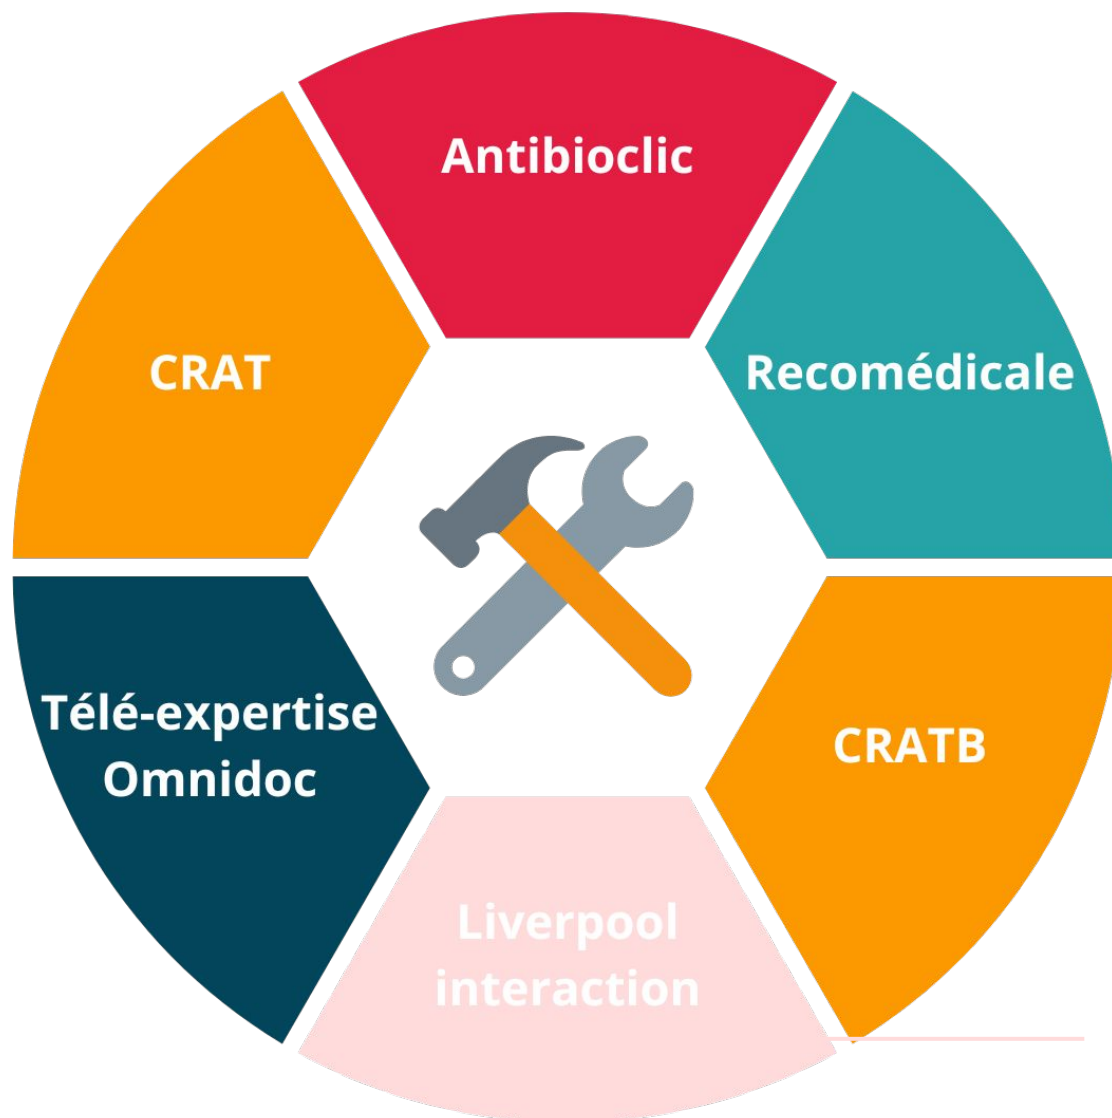 Antibioclic
CRAT
Recomédicale
Télé-expertise
Omnidoc
CRATB
Liverpool
interaction